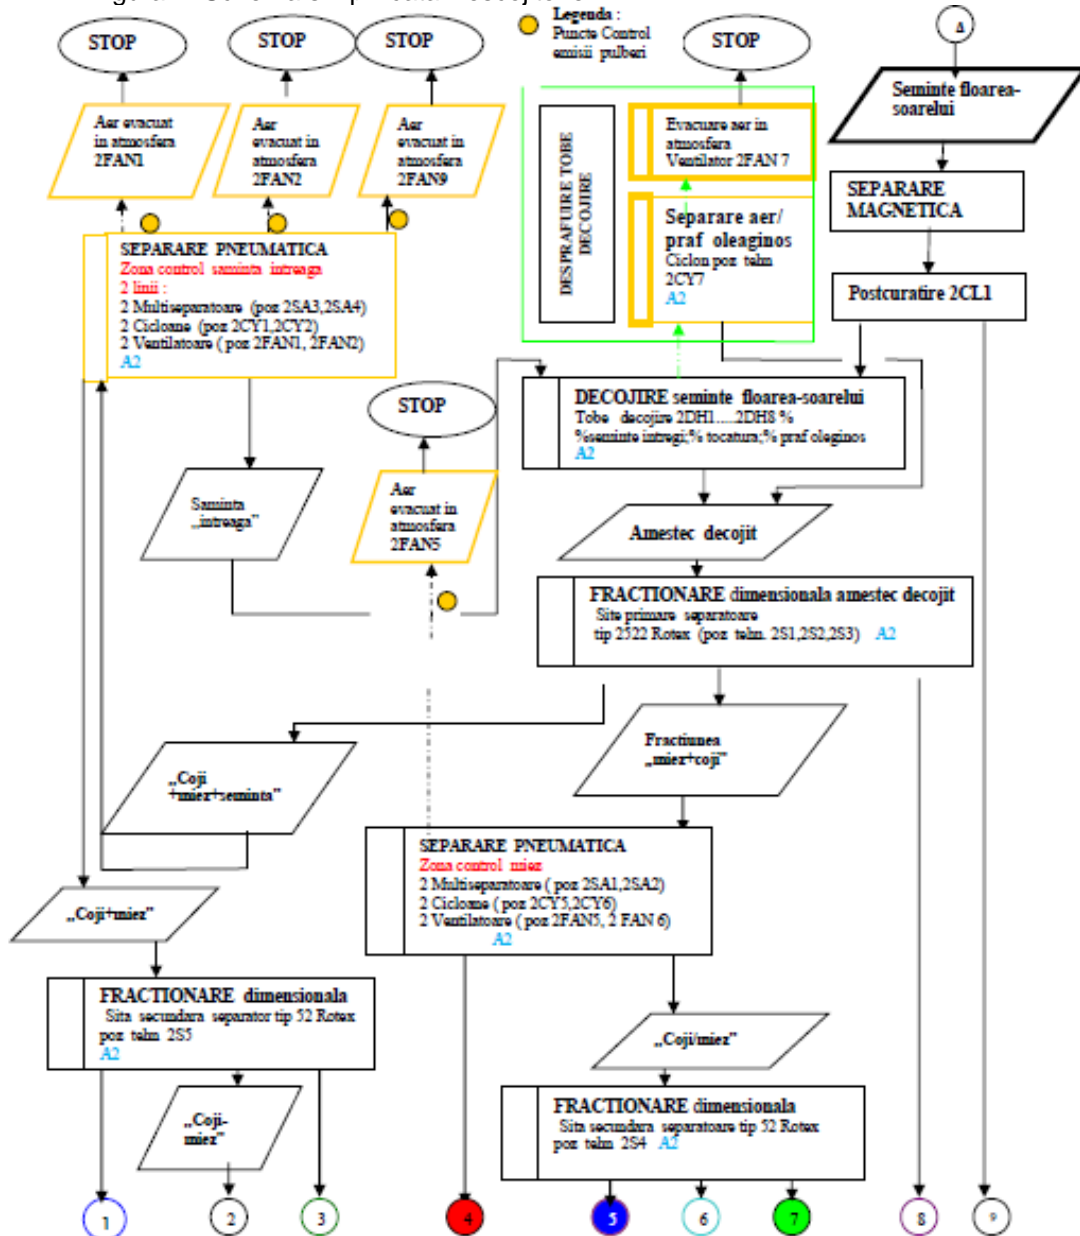 STOP
STOP
STOP
Legenda :
Puncte Control
emisii pulberi
STOP
Δ
Seminte floarea-
soarelui
Aer evacuat
in atmosfera
2FAN1
Aer
evacuat in
atmosfera
2FAN2
Aer
evacuat in
atmosfera
2FAN9
DESPRAFUIRE TOBE
DECOJIRE
Evacuare aer in
atmosfera
Ventilator 2FAN 7
SEPARARE
MAGNETICA
Separare aer/
praf oleaginos
Ciclon poz tehn
2CY7
A2
SEPARARE PNEUMATICA
Zona control saminta intreaga
2 linii :
2 Multiseparatoare (poz 2SA3,2SA4)
2 Cicloane (poz 2CY1,2CY2)
2 Ventilatoare ( poz 2FAN1, 2FAN2)
A2
Postcuratire 2CL1
STOP
DECOJIRE seminte floarea-soarelui
Tobe decojire 2DH1.....2DH8 %
%seminte intregi;% tocatura;% praf oleginos
A2
Saminta
„intreaga”
Aer
evacuat in
atmosfera
2FAN5
Amestec decojit
FRACTIONARE dimensionala amestec decojit
Site primare separatoare
tip 2522 Rotex (poz tehn. 2S1,2S2,2S3) A2
Fractiunea
„miez+coji”
„Coji
+miez+seminta”
SEPARARE PNEUMATICA
Zona control miez
2 Multiseparatoare ( poz 2SA1,2SA2)
2 Cicloane ( poz 2CY5,2CY6)
2 Ventilatoare ( poz 2FAN5, 2 FAN 6)
A2
„Coji+miez”
FRACTIONARE dimensionala
Sita secundara separator tip 52 Rotex
poz tehn 2S5
A2
„Coji/miez”
„Coji-
miez”
FRACTIONARE dimensionala
Sita secundara separatoare tip 52 Rotex
poz tehn 2S4 A2
1
2
3
4
5
6
7
8
9